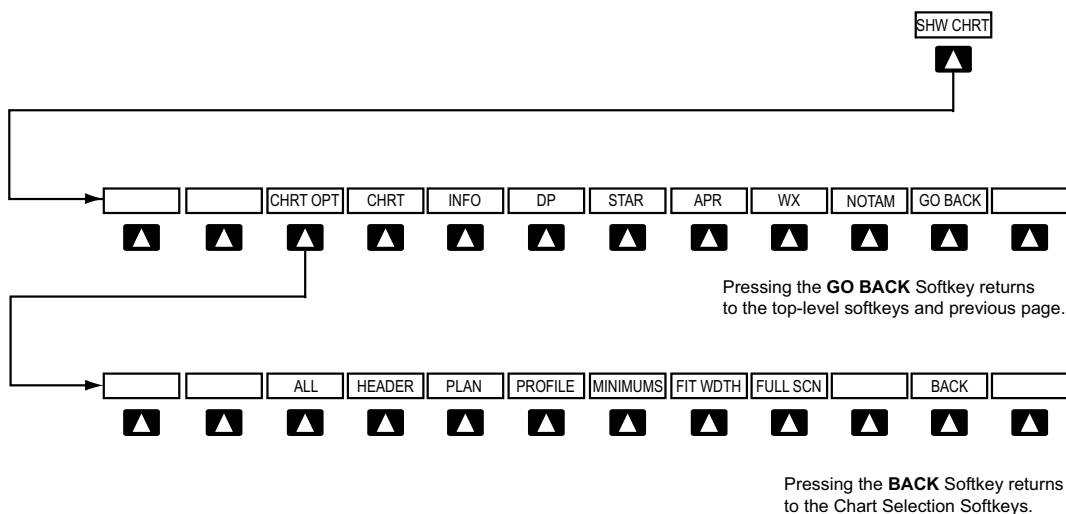 SHW CHRT
CHRT OPT CHRT INFO DP STAR APR WX NOTAM GO BACK
Pressing the GO BACK Softkey returns
to the top-level softkeys and previous page.
ALL HEADER PLAN PROFILE MINIMUMS FIT WDTH FULL SCN BACK
Pressing the BACK Softkey returns
to the Chart Selection Softkeys.